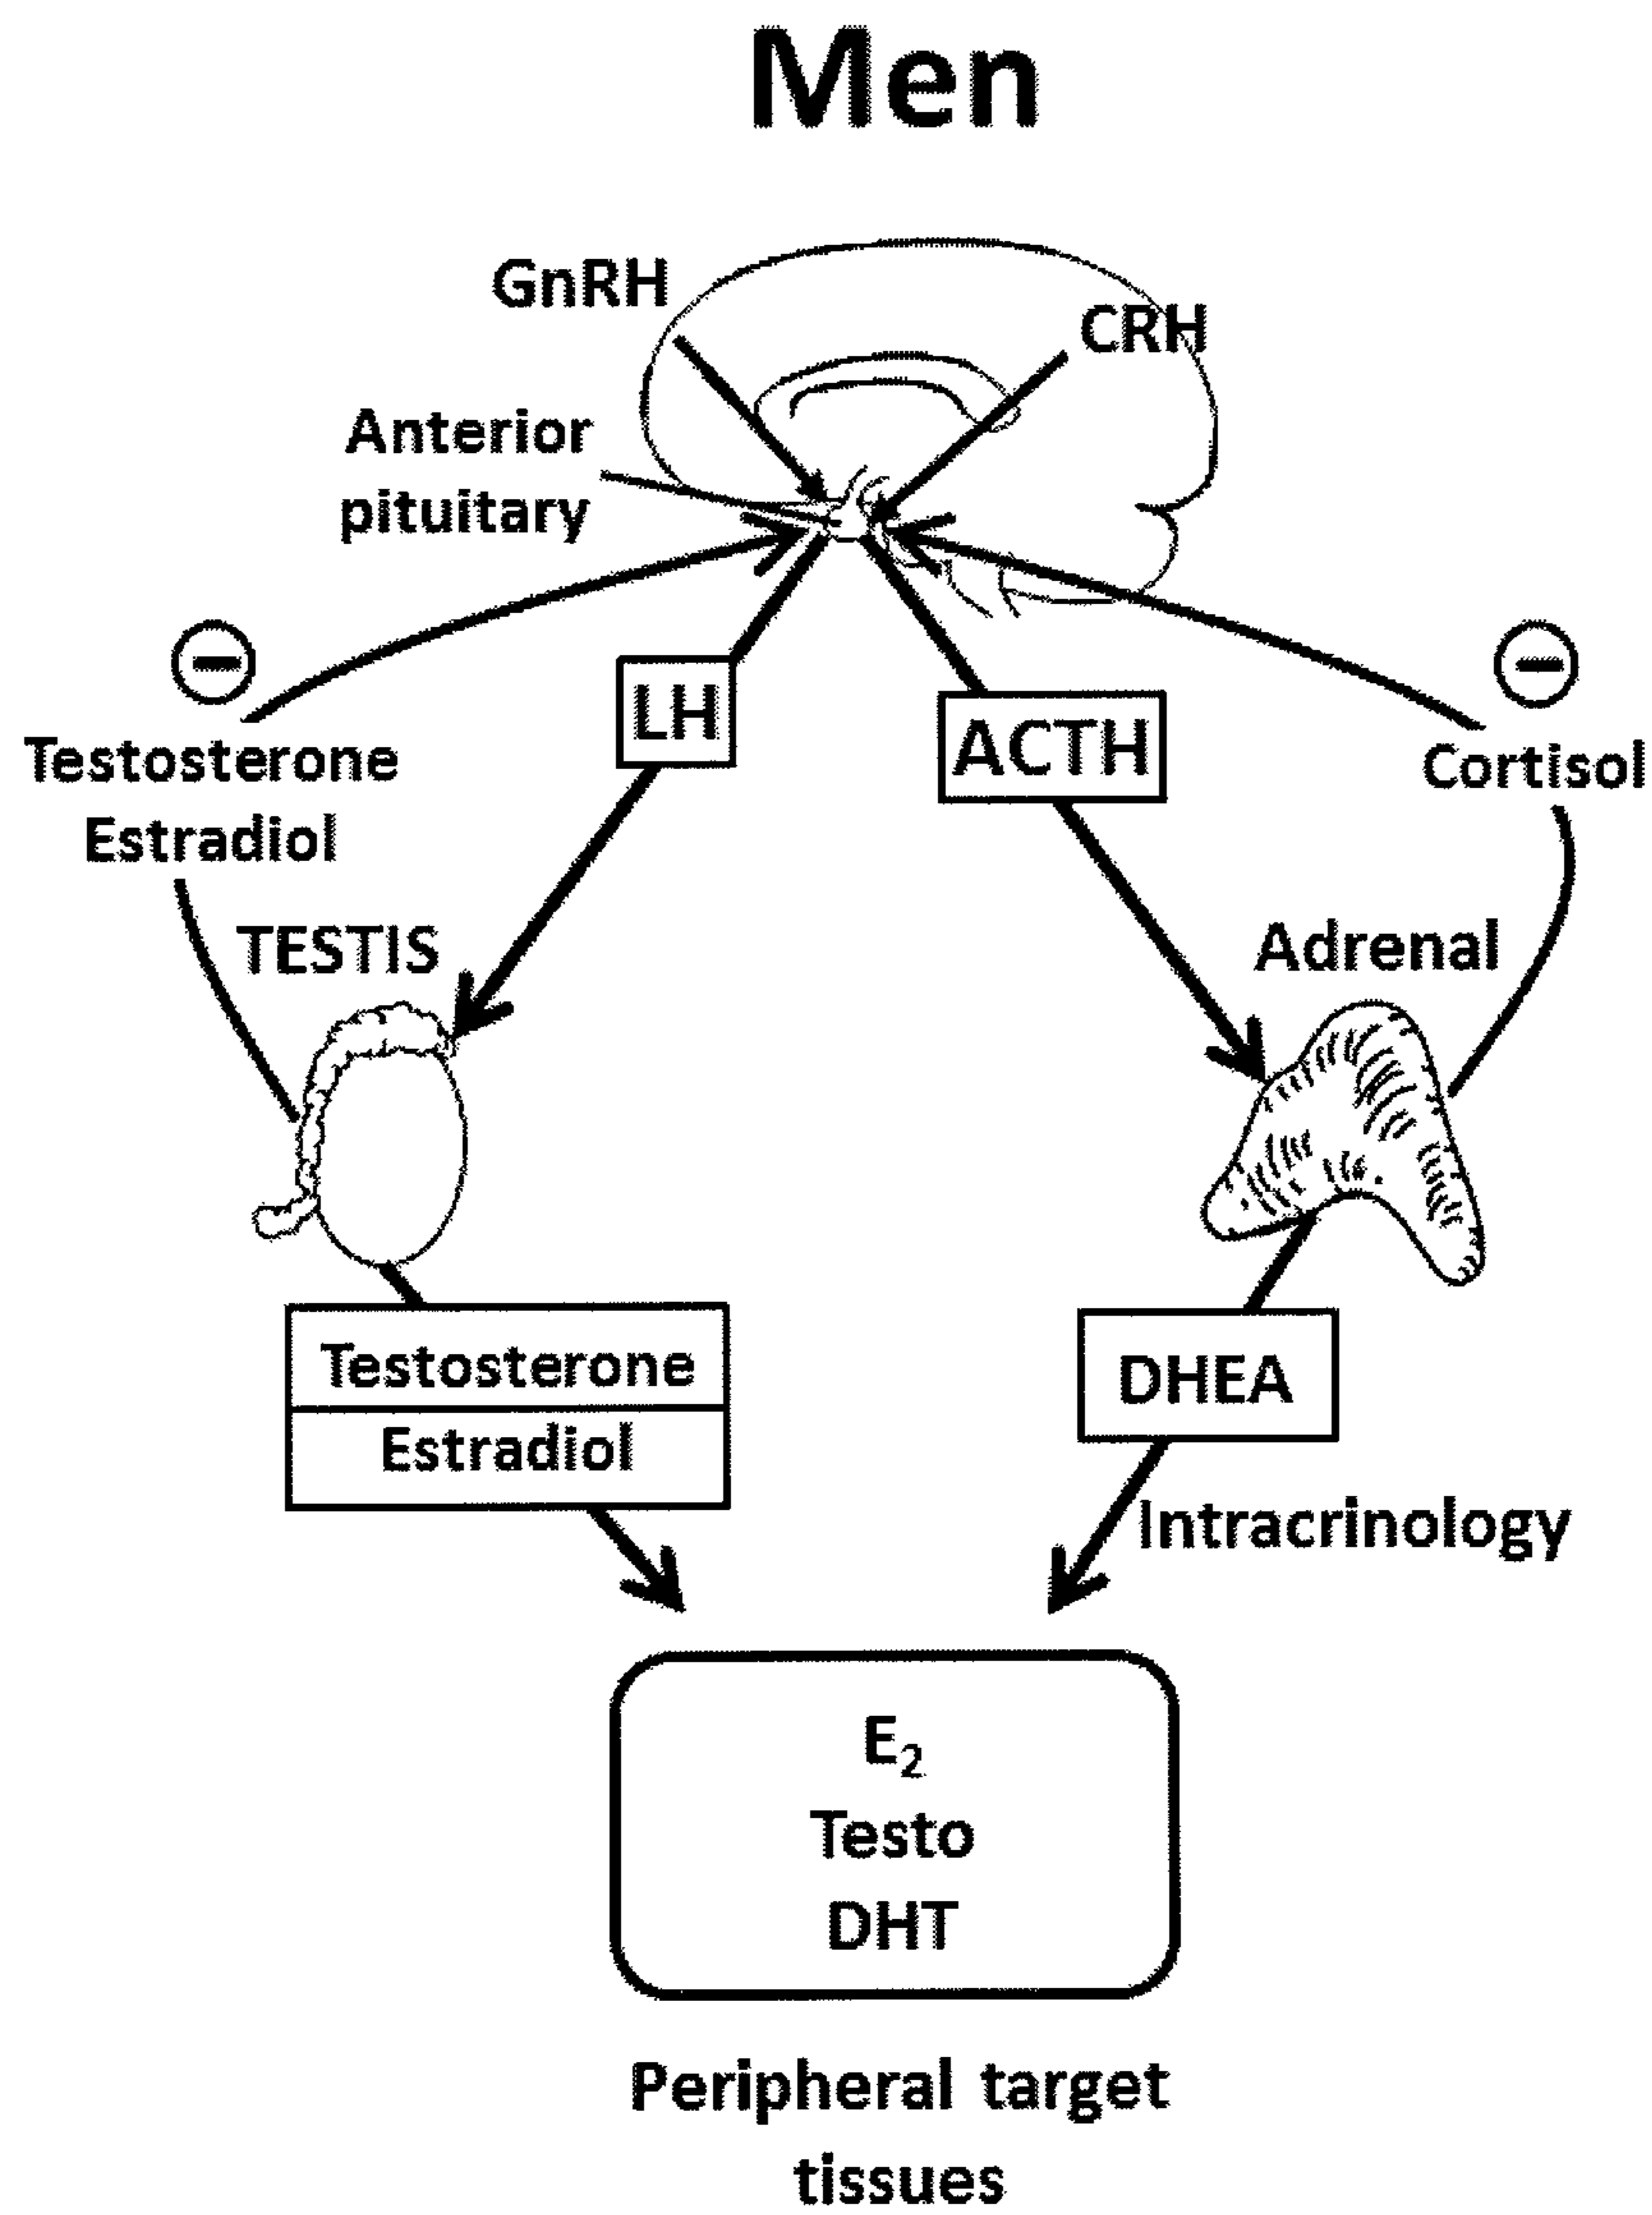 Men
GnRH
CRH
Anterior
pituitary
−
−
LH
ACTH
Testosterone
Estradiol
Cortisol
TESTIS
Adrenal
Testosterone
Estradiol
DHEA
Intracrinology
E₂
Testo
DHT
Peripheral target
tissues